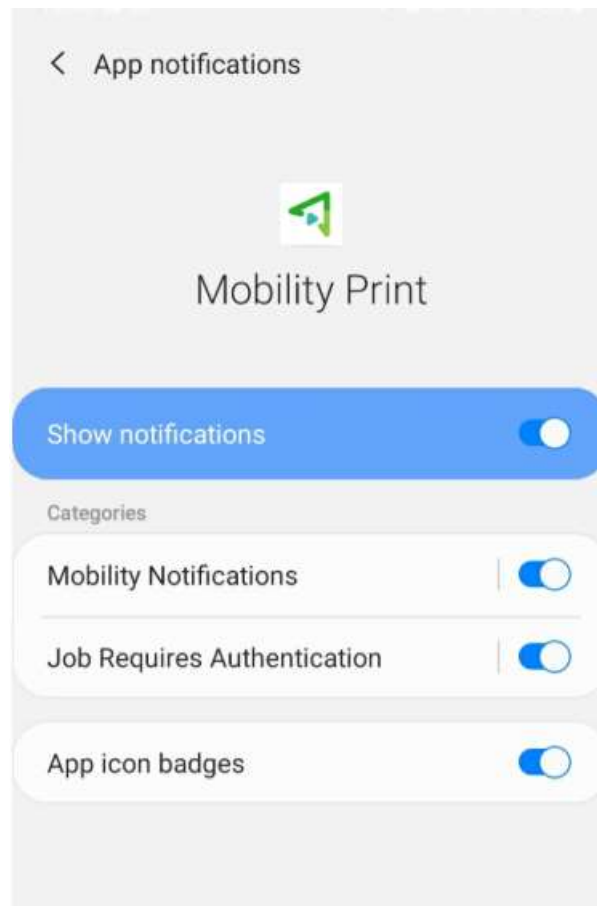 App notifications
Mobility Print
Show notifications
Categories
Mobility Notifications
Job Requires Authentication
App icon badges